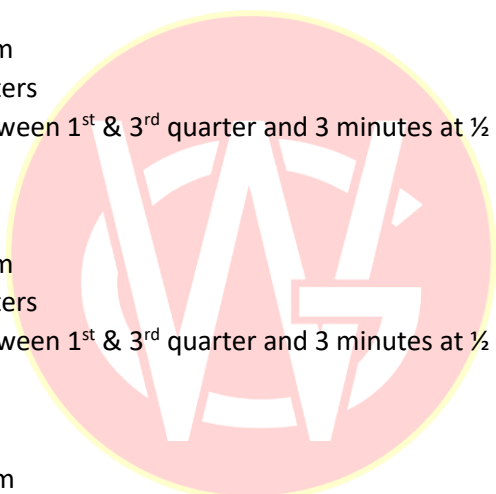 m
ters
ween 1st & 3rd quarter and 3 minutes at ½
m
ters
ween 1st & 3rd quarter and 3 minutes at ½
m
WG